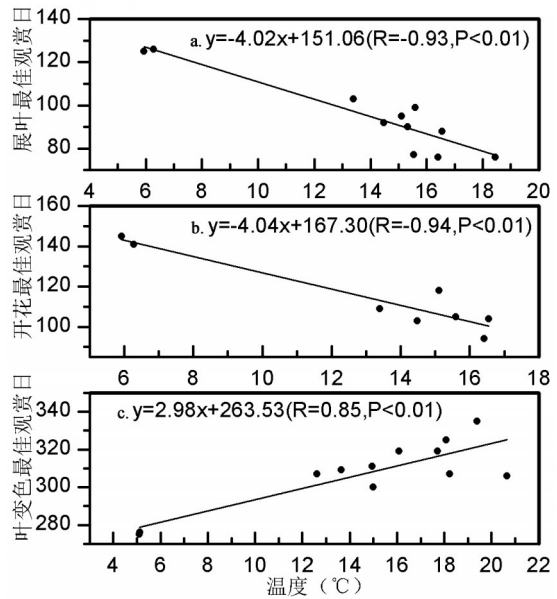 140
120
100
80
展叶最佳观赏日
a. y=-4.02x+151.06(R=-0.93,P<0.01)
4 6 8 10 12 14 16 18 20
160
140
120
100
开花最佳观赏日
b. y=-4.04x+167.30(R=-0.94,P<0.01)
6 8 10 12 14 16 18
340
320
300
280
叶变色最佳观赏日
c. y=2.98x+263.53(R=0.85,P<0.01)
4 6 8 10 12 14 16 18 20 22
温度（℃）